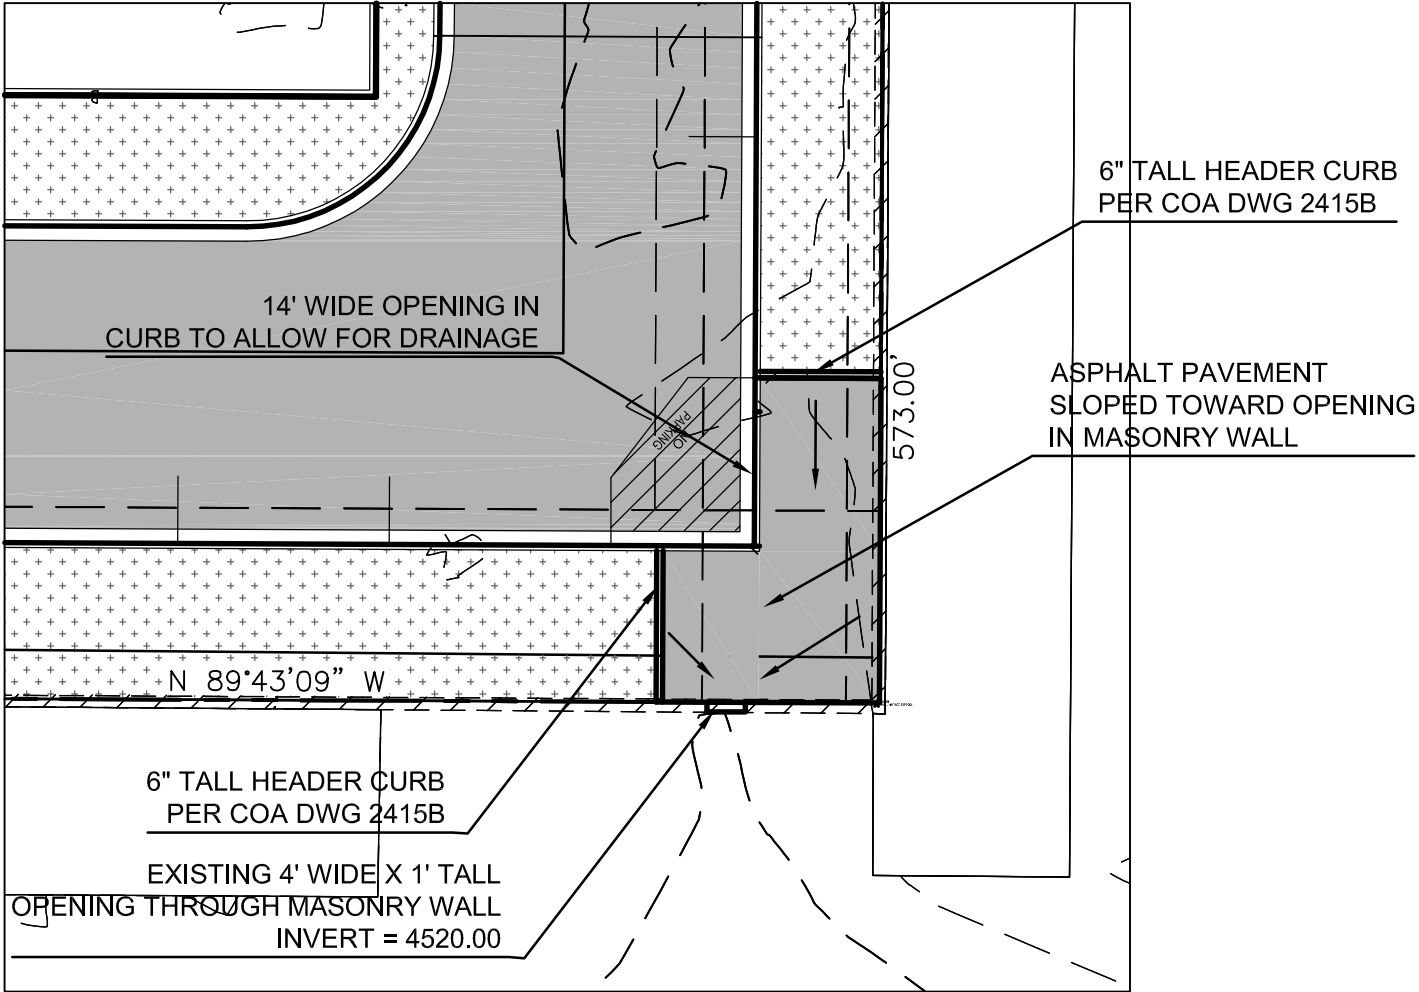 6" TALL HEADER CURB
PER COA DWG 2415B
14' WIDE OPENING IN
CURB TO ALLOW FOR DRAINAGE
573.00'
ASPHALT PAVEMENT
SLOPED TOWARD OPENING
IN MASONRY WALL
NO
PARKING
N 89°43'09" W
6" TALL HEADER CURB
PER COA DWG 2415B
EXISTING 4' WIDE X 1' TALL
OPENING THROUGH MASONRY WALL
INVERT = 4520.00